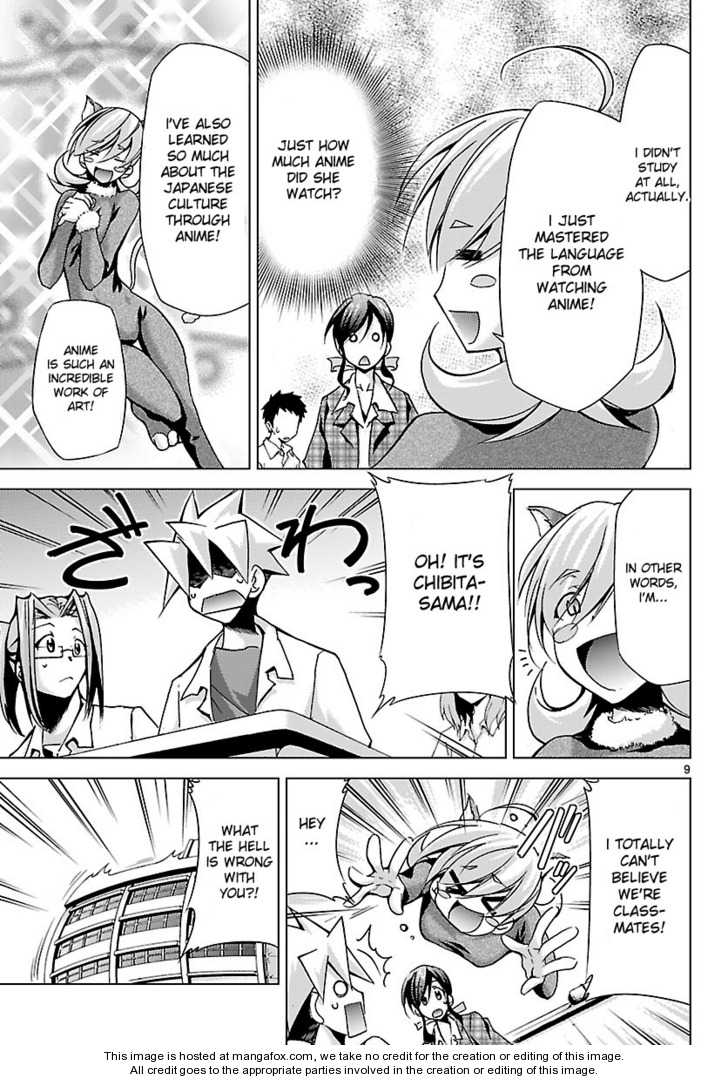 I DIDN'T
STUDY
AT ALL,
ACTUALLY.
I JUST
MASTERED
THE LANGUAGE
FROM
WATCHING
ANIME!
JUST HOW
MUCH ANIME
DID SHE
WATCH?
I'VE ALSO
LEARNED
SO MUCH
ABOUT THE
JAPANESE
CULTURE
THROUGH
ANIME!
ANIME
IS SUCH AN
INCREDIBLE
WORK OF
ART!
IN OTHER
WORDS,
I'M...
OH! IT'S
CHIBITA-
SAMA!!
ざわっ
9
I TOTALLY
CAN'T
BELIEVE
WE'RE
CLASS-
MATES!
HEY
...
WHAT
THE HELL
IS WRONG
WITH
YOU?!
This image is hosted at mangafox.com, we take no credit for the creation or editing of this image.
All credit goes to the appropriate parties involved in the creation or editing of this image.